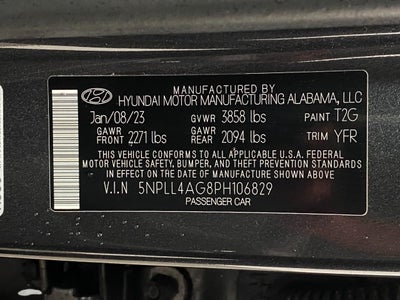 MANUFACTURED BY
HYUNDAI MOTOR MANUFACTURING ALABAMA, LLC
Jan/08/23 GVWR 3858 lbs PAINT T2G
GAWR FRONT 2271 lbs GAWR REAR 2094 lbs TRIM YFR
THIS VEHICLE CONFORMS TO ALL APPLICABLE U.S.A. FEDERAL
MOTOR VEHICLE SAFETY, BUMPER, AND THEFT PREVENTION STANDARDS
IN EFFECT ON THE DATE OF MANUFACTURE SHOWN ABOVE.
V.I.N 5NPLL4AG8PH106829
PASSENGER CAR